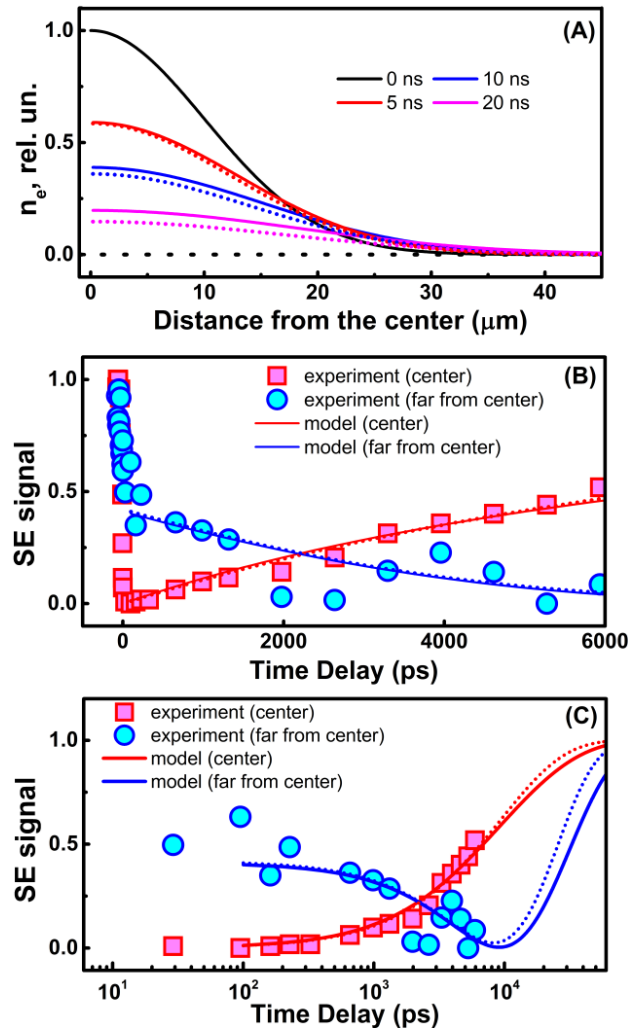 (A)
1.0
0.5
0.0
n_e, rel. un.
0 ns 10 ns
5 ns 20 ns
0 10 20 30 40
Distance from the center (μm)
(B)
1.0
0.5
0.0
SE signal
experiment (center)
experiment (far from center)
model (center)
model (far from center)
0 2000 4000 6000
Time Delay (ps)
(C)
1.0
0.5
0.0
SE signal
experiment (center)
experiment (far from center)
model (center)
model (far from center)
10^1 10^2 10^3 10^4
Time Delay (ps)